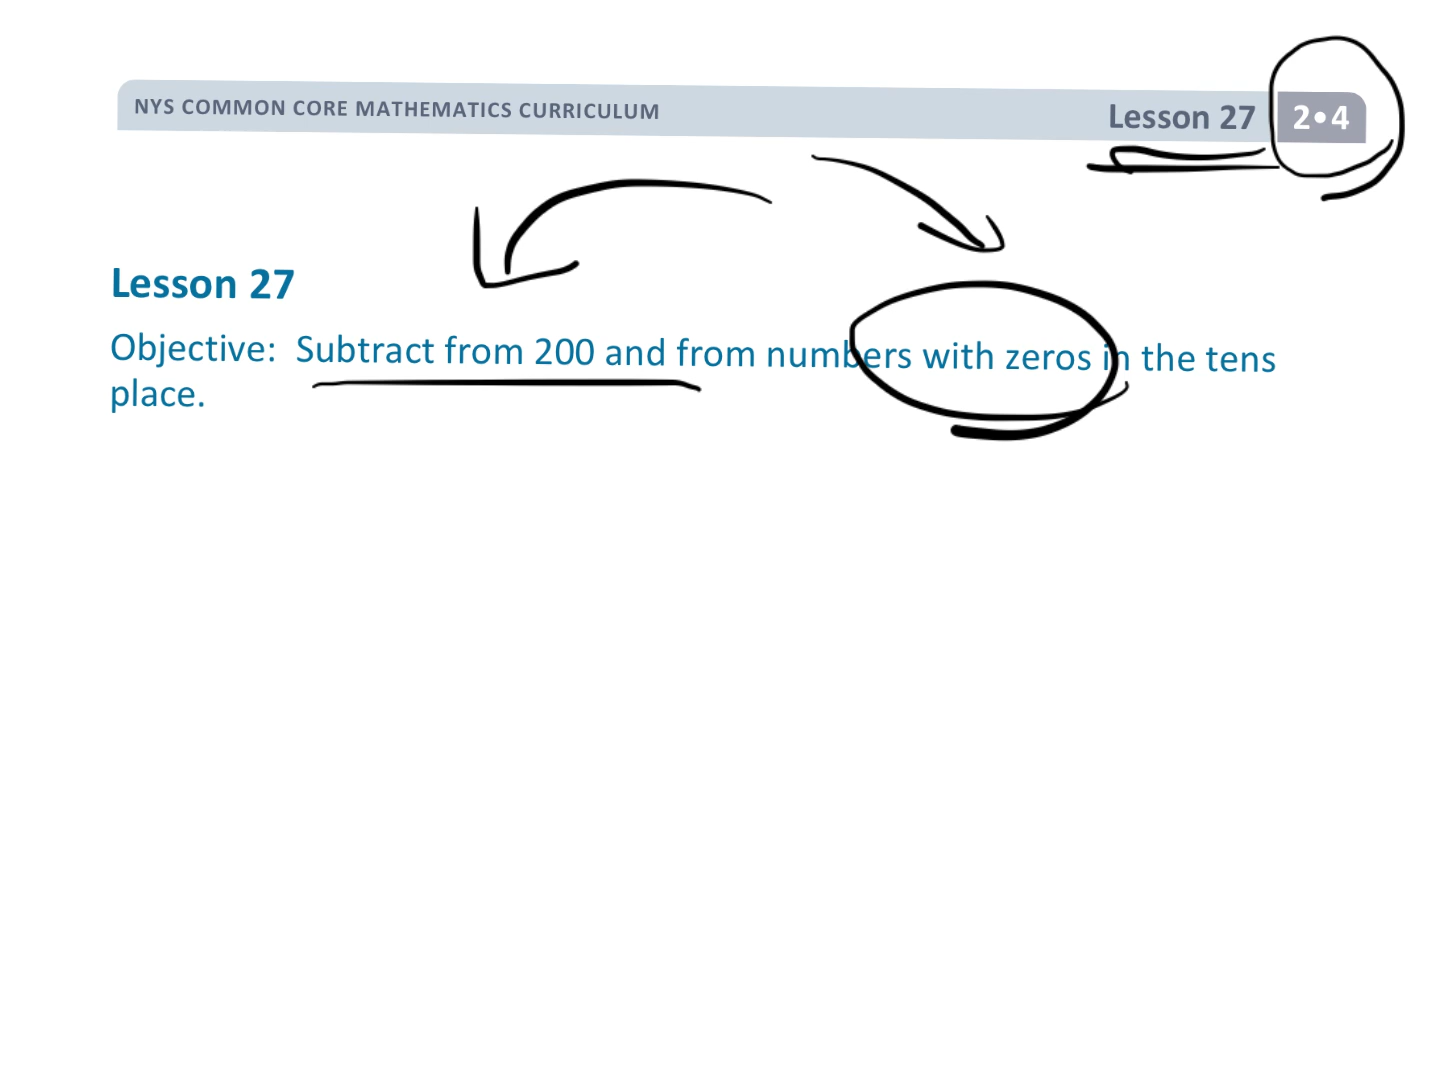 NYS COMMON CORE MATHEMATICS CURRICULUM
Lesson 27
2•4
Lesson 27
Objective: Subtract from 200 and from numbers with zeros in the tens
place.